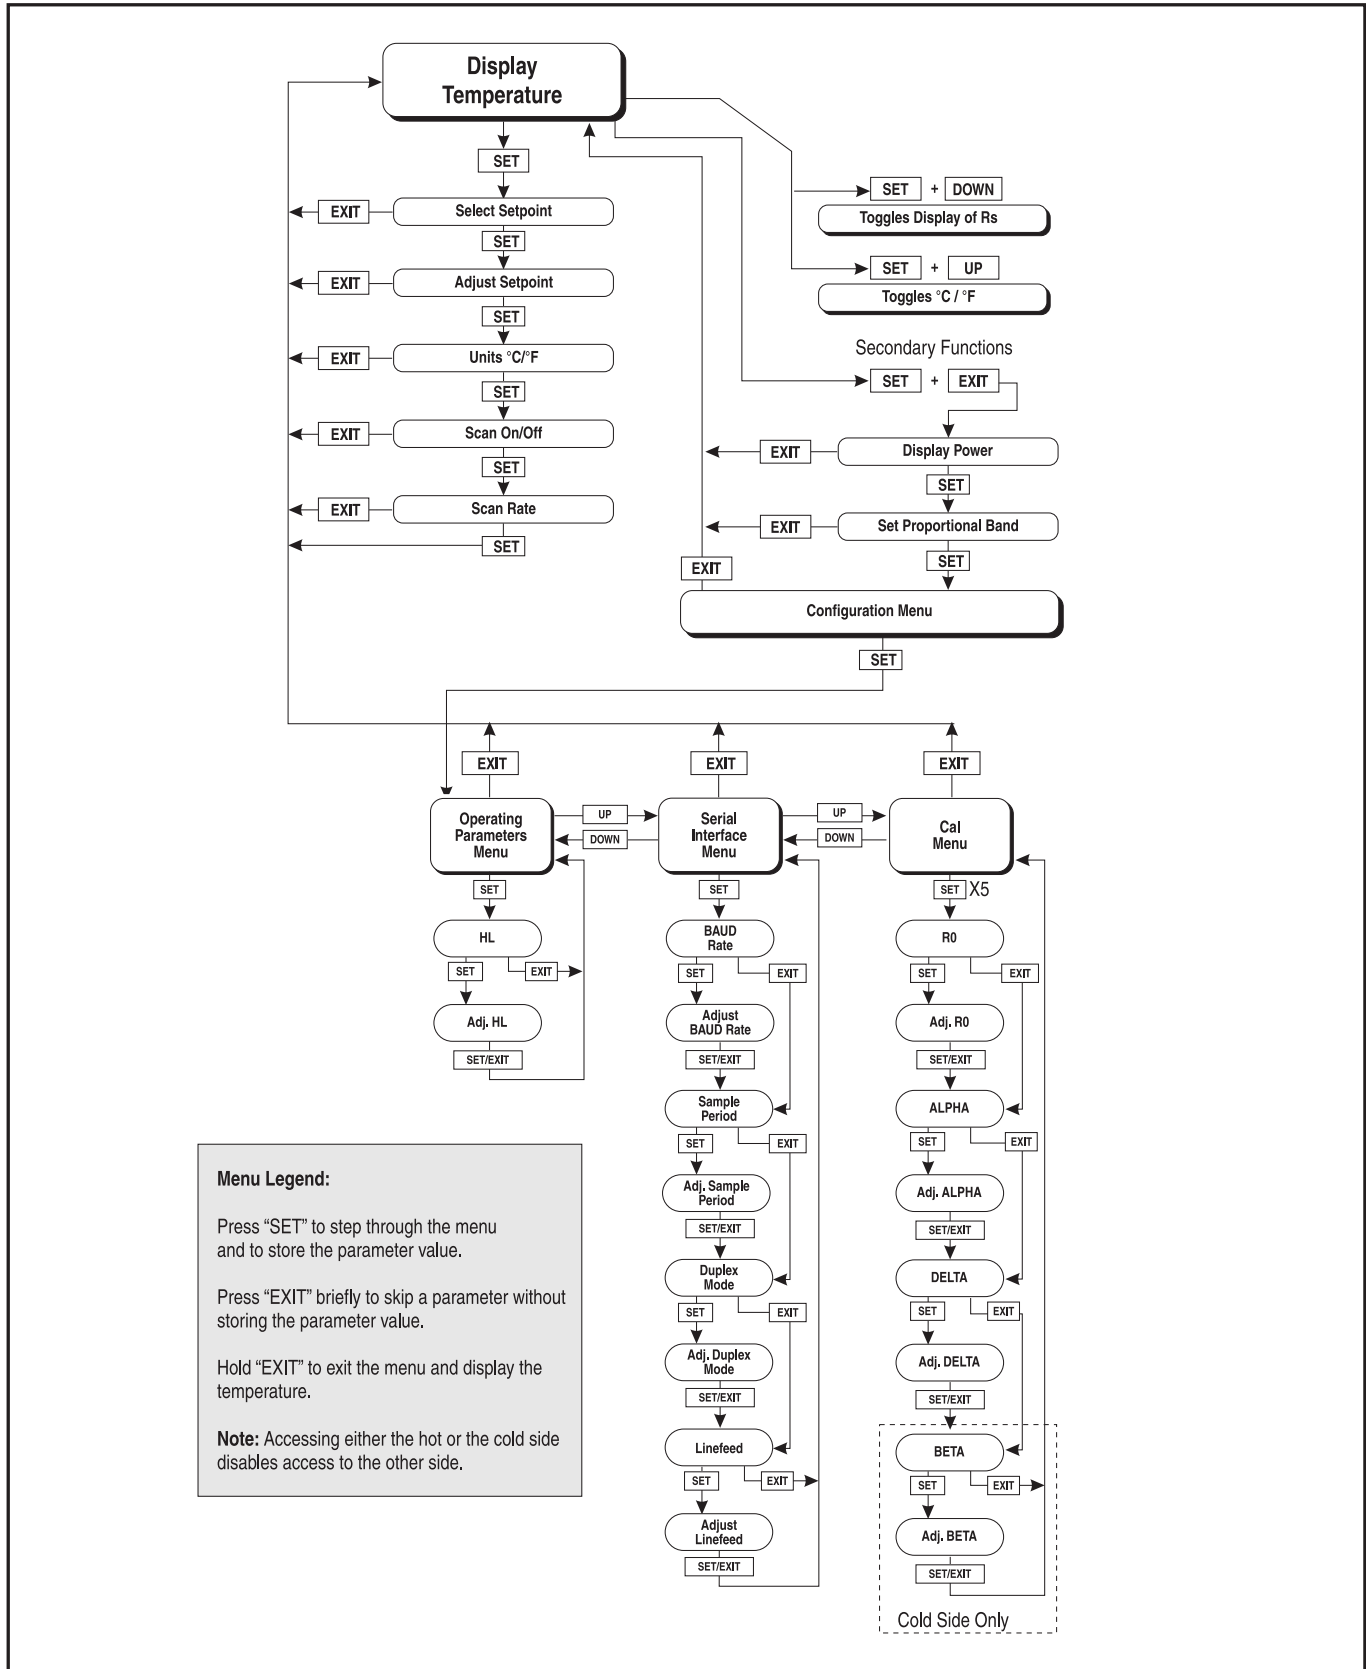 Display
Temperature
SET
EXIT
Select Setpoint
SET
EXIT
Adjust Setpoint
SET
EXIT
Units °C/°F
SET
EXIT
Scan On/Off
SET
EXIT
Scan Rate
SET
SET + DOWN
Toggles Display of Rs
SET + UP
Toggles °C / °F
Secondary Functions
SET + EXIT
EXIT
Display Power
SET
EXIT
Set Proportional Band
SET
EXIT
Configuration Menu
SET
EXIT
EXIT
EXIT
Operating
Parameters
Menu
UP
DOWN
Serial
Interface
Menu
UP
DOWN
Cal
Menu
SET
HL
SET
EXIT
Adj. HL
SET/EXIT
SET
BAUD
Rate
SET
EXIT
Adjust
BAUD Rate
SET/EXIT
Sample
Period
SET
EXIT
Adj. Sample
Period
SET/EXIT
Duplex
Mode
SET
EXIT
Adj. Duplex
Mode
SET/EXIT
Linefeed
SET
EXIT
Adjust
Linefeed
SET/EXIT
SET X5
R0
SET
EXIT
Adj. R0
SET/EXIT
ALPHA
SET
EXIT
Adj. ALPHA
SET/EXIT
DELTA
SET
EXIT
Adj. DELTA
SET/EXIT
BETA
SET
EXIT
Adj. BETA
SET/EXIT
Cold Side Only
Menu Legend:
Press “SET” to step through the menu
and to store the parameter value.
Press “EXIT” briefly to skip a parameter without
storing the parameter value.
Hold “EXIT” to exit the menu and display the
temperature.
Note: Accessing either the hot or the cold side
disables access to the other side.